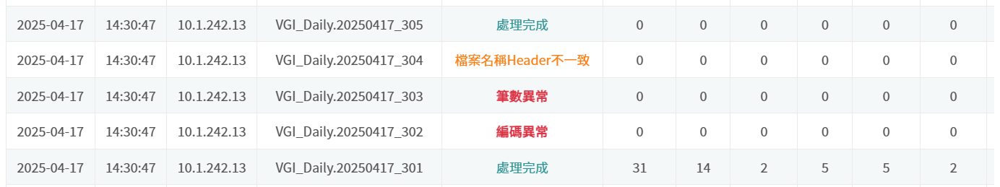 2025-04-17 14:30:47 10.1.242.13 VGI_Daily.20250417_305 處理完成 0 0 0 0 0 0
2025-04-17 14:30:47 10.1.242.13 VGI_Daily.20250417_304 檔案名稱Header不一致 0 0 0 0 0 0
2025-04-17 14:30:47 10.1.242.13 VGI_Daily.20250417_303 筆數異常 0 0 0 0 0 0
2025-04-17 14:30:47 10.1.242.13 VGI_Daily.20250417_302 編碼異常 0 0 0 0 0 0
2025-04-17 14:30:47 10.1.242.13 VGI_Daily.20250417_301 處理完成 31 14 2 5 5 2